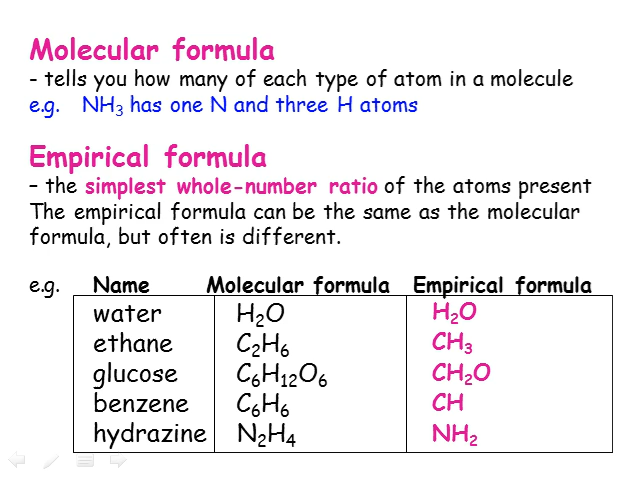 Molecular formula
- tells you how many of each type of atom in a molecule
e.g. NH₃ has one N and three H atoms
Empirical formula
– the simplest whole-number ratio of the atoms present
The empirical formula can be the same as the molecular
formula, but often is different.
e.g. Name Molecular formula Empirical formula
water H₂O H₂O
ethane C₂H₆ CH₃
glucose C₆H₁₂O₆ CH₂O
benzene C₆H₆ CH
hydrazine N₂H₄ NH₂